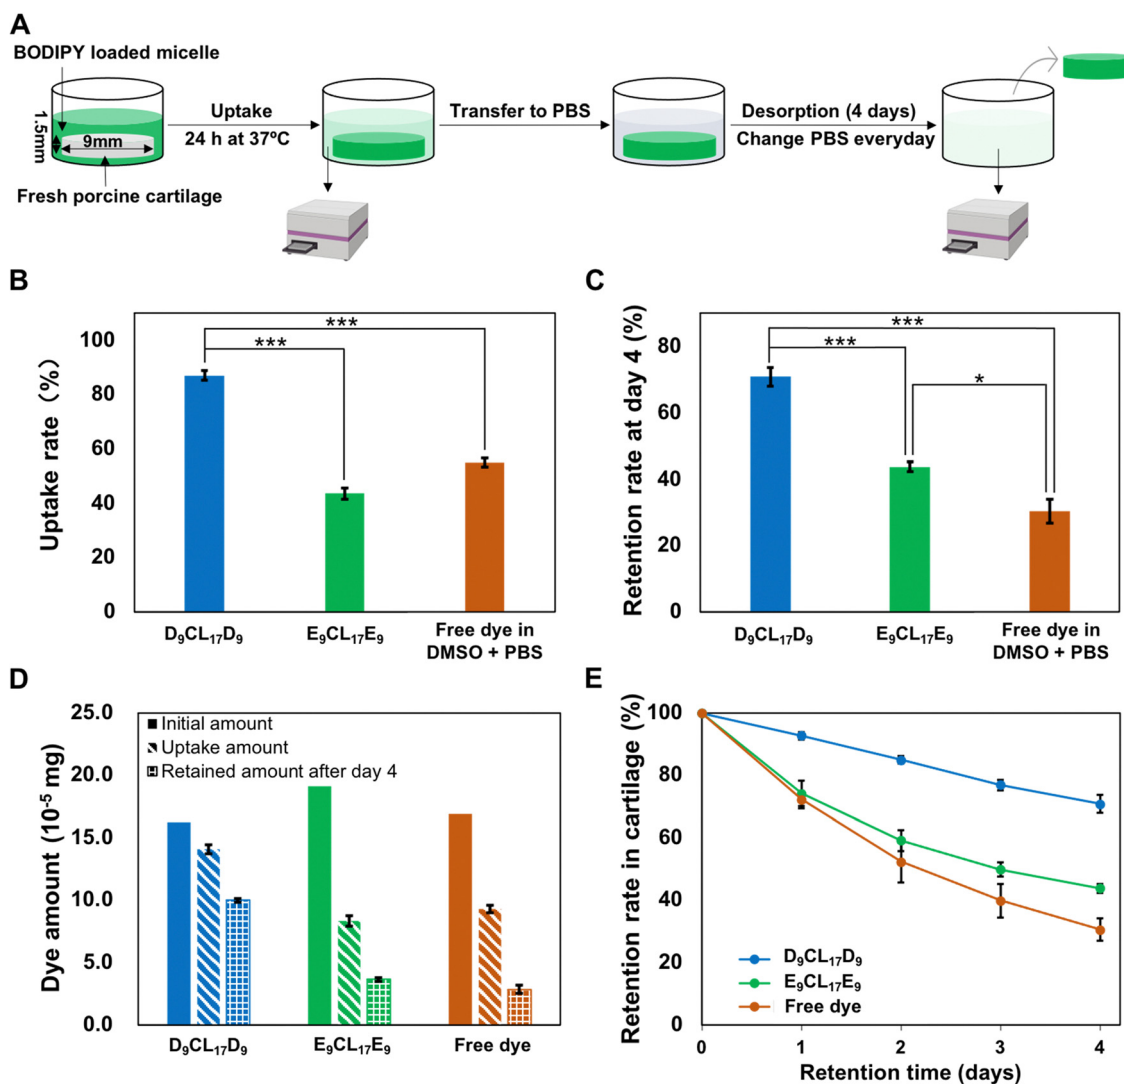 A
BODIPY loaded micelle
1.5mm
9mm
Fresh porcine cartilage
Uptake
24 h at 37ºC
Transfer to PBS
Desorption (4 days)
Change PBS everyday
B
Uptake rate (%)
100
80
60
40
20
0
***
***
D₉CL₁₇D₉
E₉CL₁₇E₉
Free dye in
DMSO + PBS
C
Retention rate at day 4 (%)
80
60
40
20
0
***
***
*
D₉CL₁₇D₉
E₉CL₁₇E₉
Free dye in
DMSO + PBS
D
Dye amount (10⁻⁵ mg)
25.0
20.0
15.0
10.0
5.0
0.0
Initial amount
Uptake amount
Retained amount after day 4
D₉CL₁₇D₉
E₉CL₁₇E₉
Free dye
E
Retention rate in cartilage (%)
100
80
60
40
20
0
D₉CL₁₇D₉
E₉CL₁₇E₉
Free dye
0
1
2
3
4
Retention time (days)